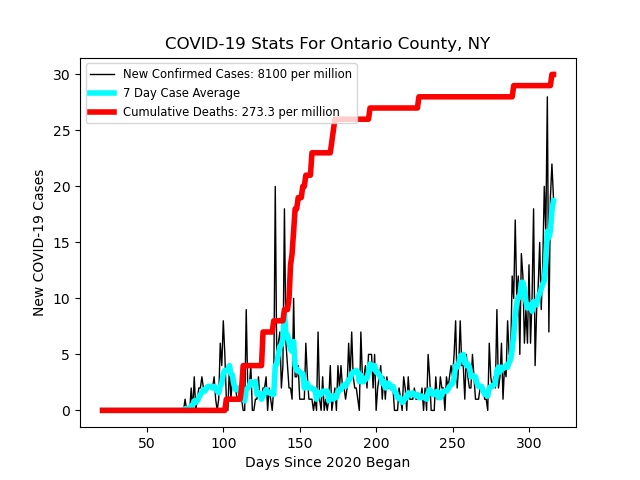 COVID-19 Stats For Ontario County, NY
New Confirmed Cases: 8100 per million
7 Day Case Average
Cumulative Deaths: 273.3 per million
30
25
20
15
10
5
0
New COVID-19 Cases
50 100 150 200 250 300
Days Since 2020 Began